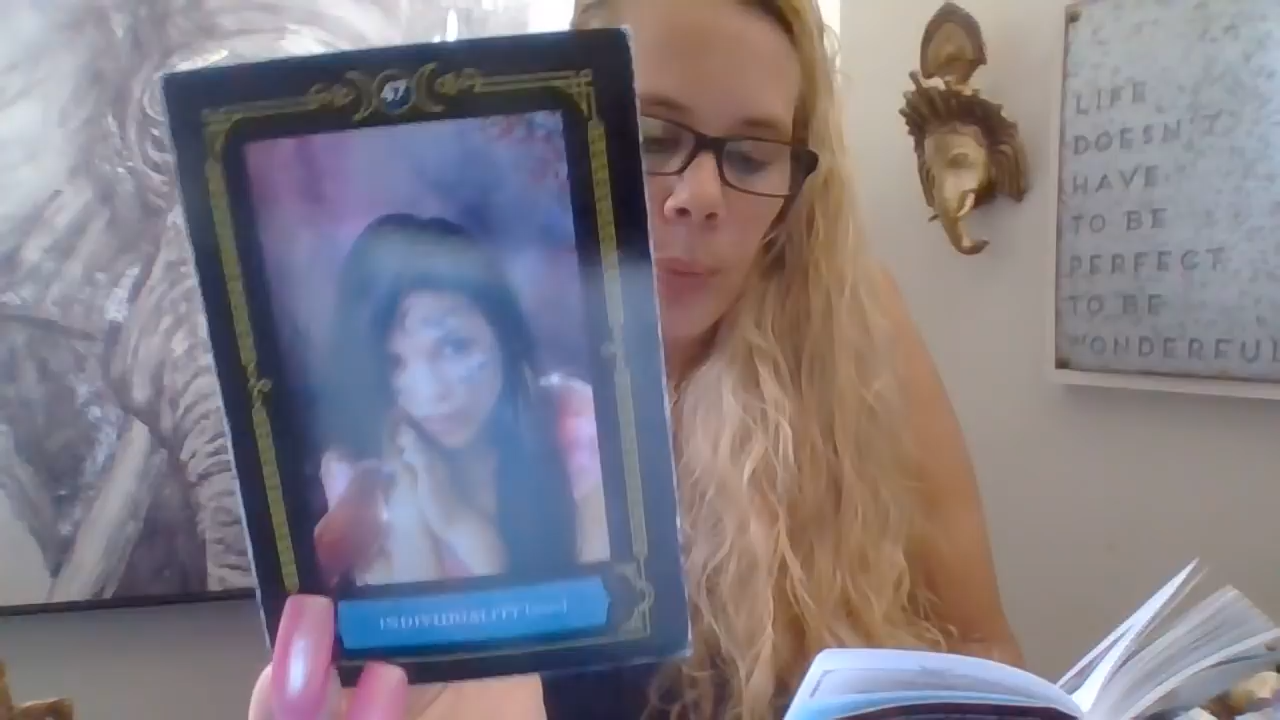 47
INDIVIDUALITY
LIFE
DOESN'T
HAVE
TO BE
PERFECT
TO BE
WONDERFUL